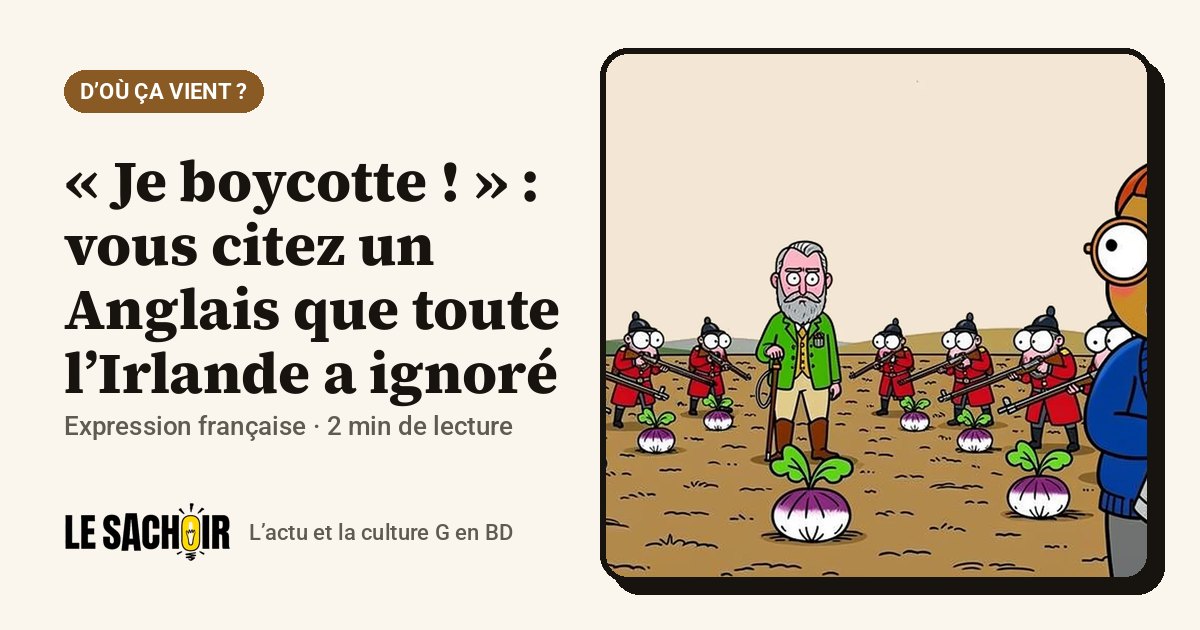 D’OÙ ÇA VIENT ?
« Je boycotte ! » :
vous citez un
Anglais que toute
l’Irlande a ignoré
Expression française · 2 min de lecture
LE SACHOIR
L’actu et la culture G en BD